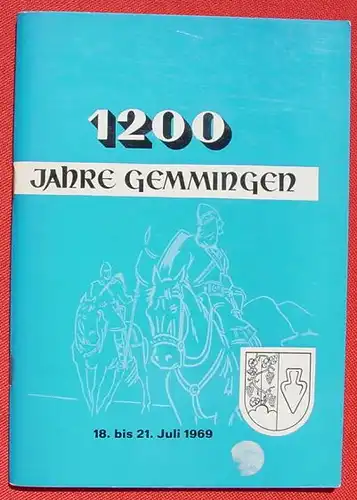 1200
JAHRE GEMMINGEN
18. bis 21. Juli 1969